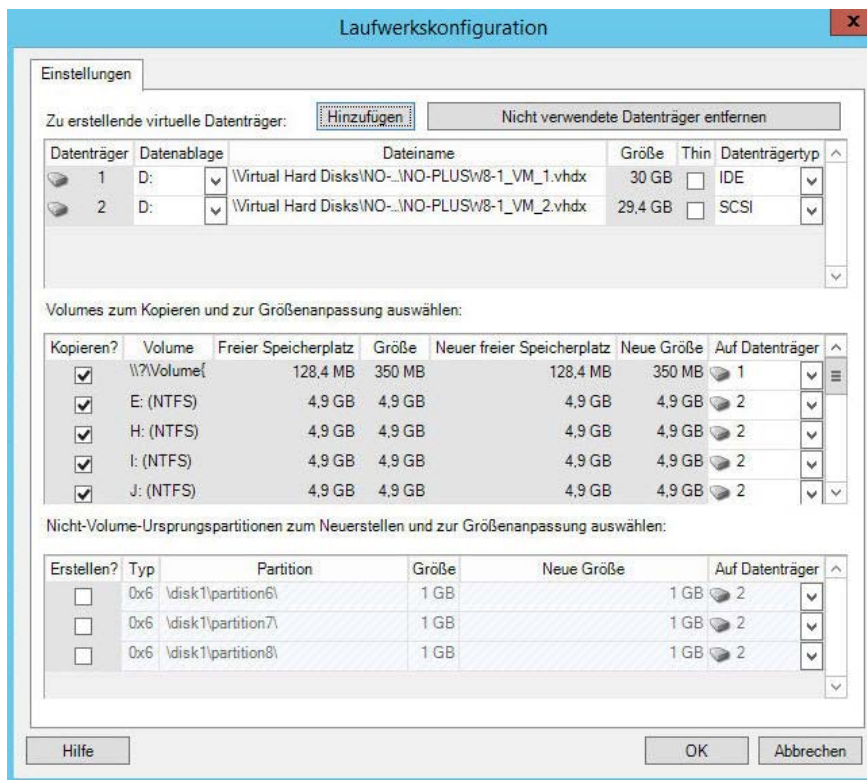 Laufwerkskonfiguration
x
Einstellungen
Zu erstellende virtuelle Datenträger: Hinzufügen Nicht verwendete Datenträger entfernen
Datenträger Datenablage Dateiname Größe Thin Datenträgertyp
1 D: \Virtual Hard Disks\NO-...\NO-PLUSW8-1_VM_1.vhdx 30 GB IDE
2 D: \Virtual Hard Disks\NO-...\NO-PLUSW8-1_VM_2.vhdx 29,4 GB SCSI
Volumes zum Kopieren und zur Größenanpassung auswählen:
Kopieren? Volume Freier Speicherplatz Größe Neuer freier Speicherplatz Neue Größe Auf Datenträger
\\?\Volume{ 128,4 MB 350 MB 128,4 MB 350 MB 1
E: (NTFS) 4,9 GB 4,9 GB 4,9 GB 4,9 GB 2
H: (NTFS) 4,9 GB 4,9 GB 4,9 GB 4,9 GB 2
I: (NTFS) 4,9 GB 4,9 GB 4,9 GB 4,9 GB 2
J: (NTFS) 4,9 GB 4,9 GB 4,9 GB 4,9 GB 2
Nicht-Volume-Ursprungspartitionen zum Neuerstellen und zur Größenanpassung auswählen:
Erstellen? Typ Partition Größe Neue Größe Auf Datenträger
0x6 \disk1\partition6\ 1 GB 1 GB 2
0x6 \disk1\partition7\ 1 GB 1 GB 2
0x6 \disk1\partition8\ 1 GB 1 GB 2
Hilfe OK Abbrechen